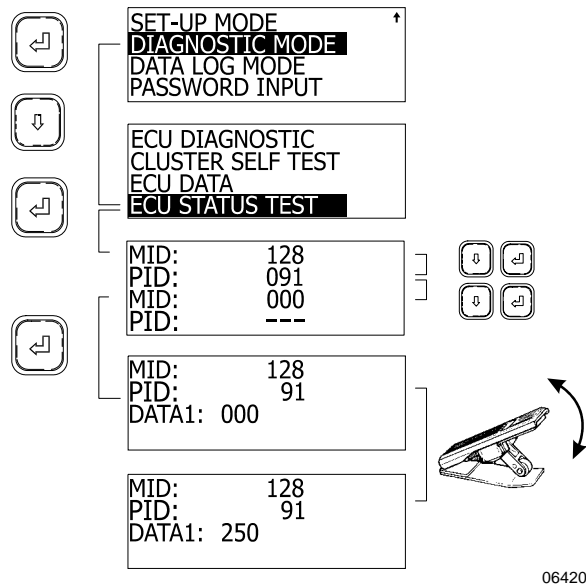 SET-UP MODE
DIAGNOSTIC MODE
DATA LOG MODE
PASSWORD INPUT
ECU DIAGNOSTIC
CLUSTER SELF TEST
ECU DATA
ECU STATUS TEST
MID: 128
PID: 091
MID: 000
PID: ---
MID: 128
PID: 91
DATA1: 000
MID: 128
PID: 91
DATA1: 250
06420